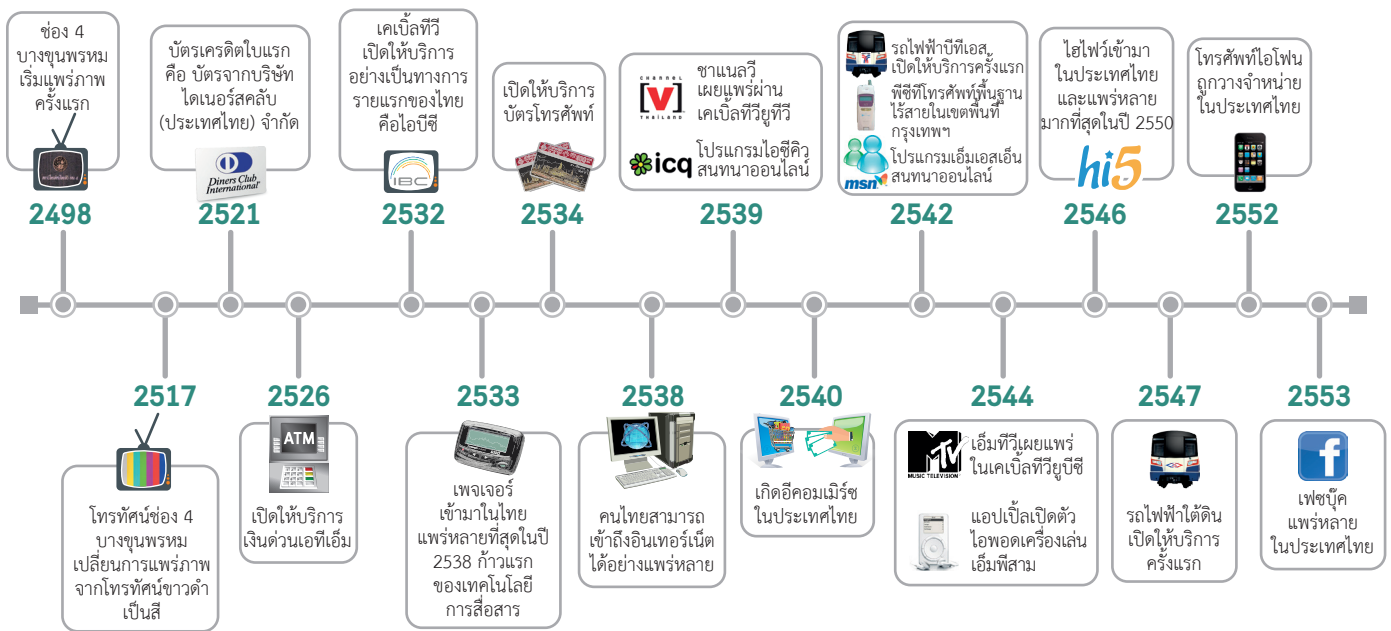 ช่อง 4
บางขุนพรหม
เริ่มแพร่ภาพ
ครั้งแรก
2498
บัตรเครดิตใบแรก
คือ บัตรจากบริษัท
ไดเนอร์สคลับ
(ประเทศไทย) จำกัด
Diners Club
International
2521
เคเบิ้ลทีวี
เปิดให้บริการ
อย่างเป็นทางการ
รายแรกของไทย
คือไอบีซี
IBC
2532
เปิดให้บริการ
บัตรโทรศัพท์
2534
CHANNEL
[V]
THAILAND
ชาแนลวี
เผยแพร่ผ่าน
เคเบิ้ลทีวียูทีวี
icq
โปรแกรมไอซีคิว
สนทนาออนไลน์
2539
รถไฟฟ้าบีทีเอส
เปิดให้บริการครั้งแรก
พีซีทีโทรศัพท์พื้นฐาน
ไร้สายในเขตพื้นที่
กรุงเทพฯ
msn
โปรแกรมเอ็มเอสเอ็น
สนทนาออนไลน์
2542
ไฮไฟว์เข้ามา
ในประเทศไทย
และแพร่หลาย
มากที่สุดในปี 2550
hi5
2546
โทรศัพท์ไอโฟน
ถูกวางจำหน่าย
ในประเทศไทย
2552
2517
โทรทัศน์ช่อง 4
บางขุนพรหม
เปลี่ยนการแพร่ภาพ
จากโทรทัศน์ขาวดำ
เป็นสี
2526
ATM
เปิดให้บริการ
เงินด่วนเอทีเอ็ม
2533
เพจเจอร์
เข้ามาในไทย
แพร่หลายที่สุดในปี
2538 ก้าวแรก
ของเทคโนโลยี
การสื่อสาร
2538
คนไทยสามารถ
เข้าถึงอินเทอร์เน็ต
ได้อย่างแพร่หลาย
2540
เกิดอีคอมเมิร์ซ
ในประเทศไทย
2544
MTV
MUSIC TELEVISION
เอ็มทีวีเผยแพร่
ในเคเบิ้ลทีวียูบีซี
แอปเปิ้ลเปิดตัว
ไอพอดเครื่องเล่น
เอ็มพีสาม
2547
รถไฟฟ้าใต้ดิน
เปิดให้บริการ
ครั้งแรก
2553
f
เฟซบุ๊ค
แพร่หลาย
ในประเทศไทย